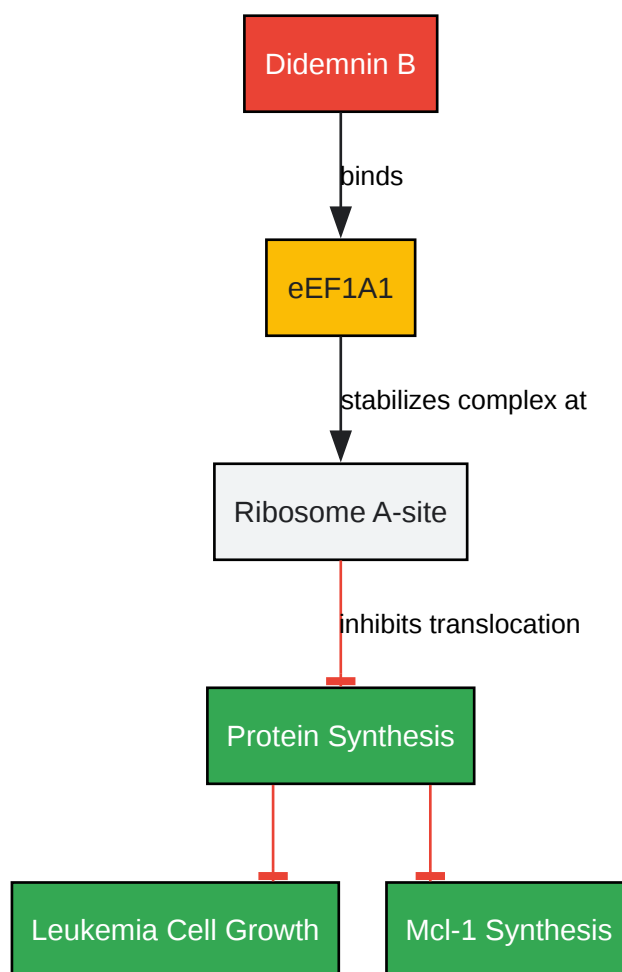 Didemnin B
binds
eEF1A1
stabilizes complex at
Ribosome A-site
inhibits translocation
Protein Synthesis
Leukemia Cell Growth
Mcl-1 Synthesis